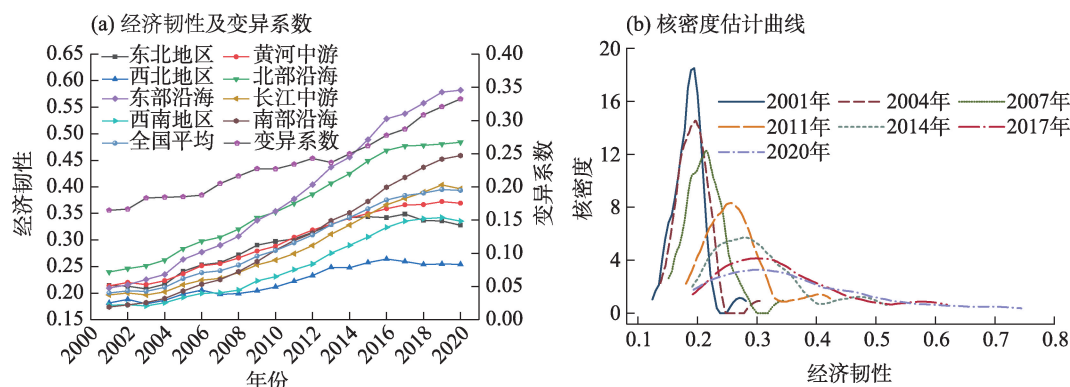 (a) 经济韧性及变异系数
0.65
0.60
0.55
0.50
0.45
0.40
0.35
0.30
0.25
0.20
0.15
经济韧性
东北地区 黄河中游
西北地区 北部沿海
东部沿海 长江中游
西南地区 南部沿海
全国平均 变异系数
0.40
0.35
0.30
0.25
0.20
0.15
0.10
0.05
0.00
变异系数
2000 2002 2004 2006 2008 2010 2012 2014 2016 2018 2020
年份
(b) 核密度估计曲线
20
16
12
8
4
0
核密度
2001年 2004年 2007年
2011年 2014年 2017年
2020年
0.1 0.2 0.3 0.4 0.5 0.6 0.7 0.8
经济韧性